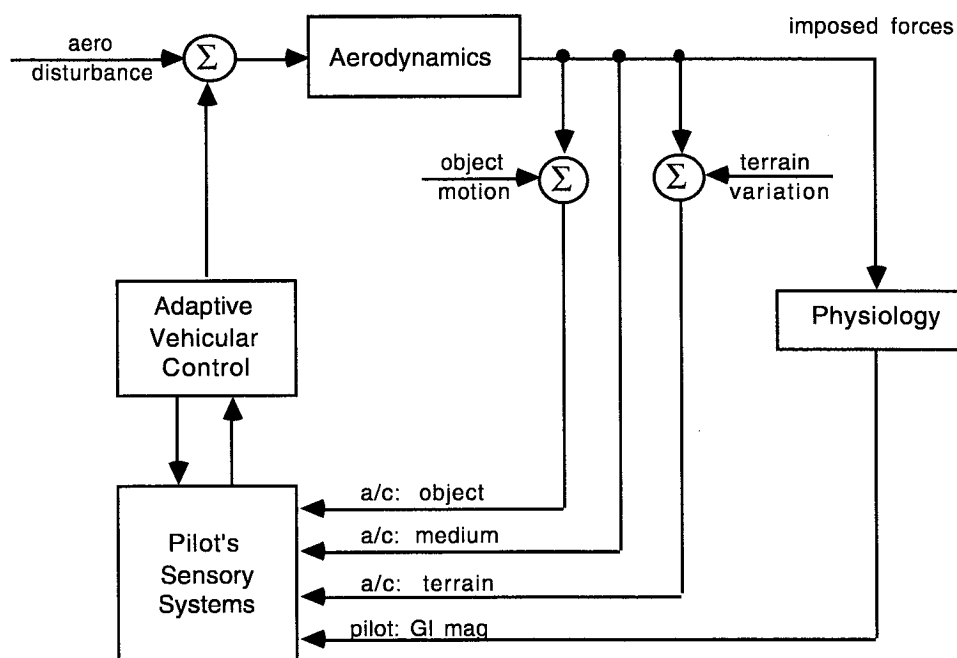 aero
disturbance
Σ
Aerodynamics
imposed forces
object
motion
Σ
Σ
terrain
variation
Adaptive
Vehicular
Control
Physiology
Pilot's
Sensory
Systems
a/c: object
a/c: medium
a/c: terrain
pilot: GI mag